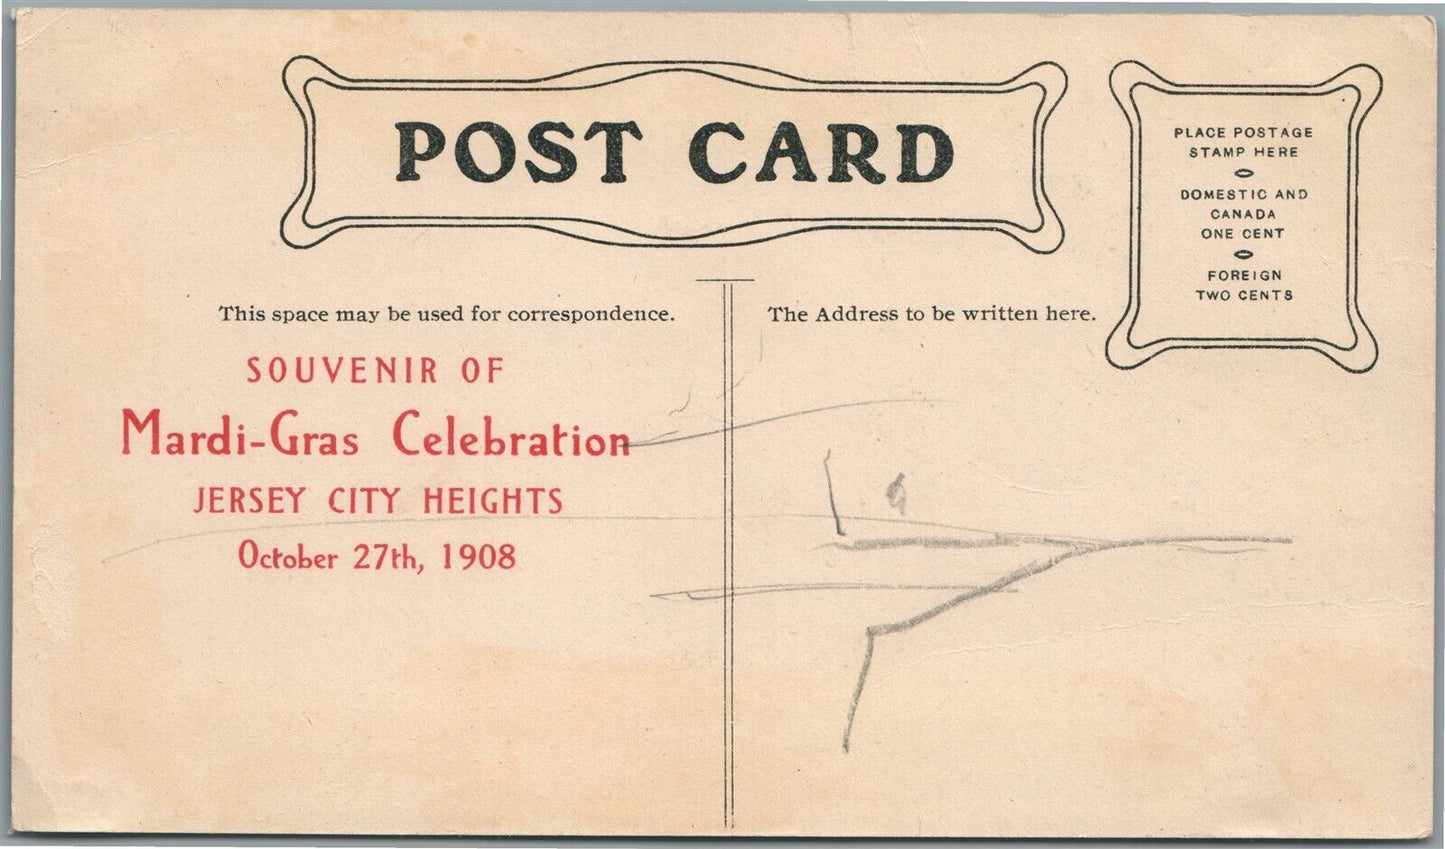 POST CARD
PLACE POSTAGE
STAMP HERE
DOMESTIC AND
CANADA
ONE CENT
FOREIGN
TWO CENTS
This space may be used for correspondence.
The Address to be written here.
SOUVENIR OF
Mardi-Gras Celebration
JERSEY CITY HEIGHTS
October 27th, 1908